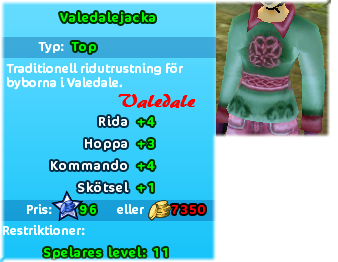 Valedalejacka
Typ: Top
Traditionell ridutrustning för
byborna i Valedale.
Valedale
Rida +4
Hoppa +3
Kommando +4
Skötsel +1
Pris: 96 eller 7350
Restriktioner:
Spelares level: 11